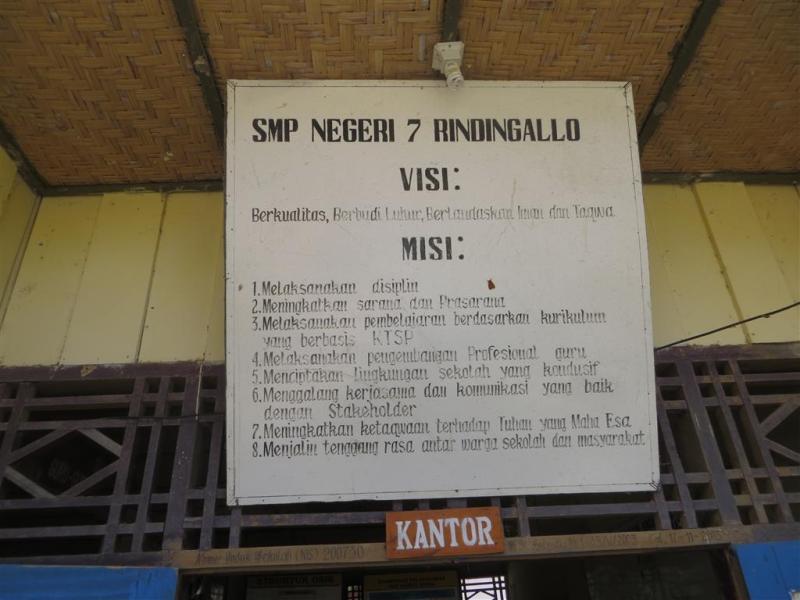 SMP NEGERI 7 RINDINGALLO
VISI:
Berkualitas, Berbudi Luhur, Berlandaskan Iman dan Taqwa.
MISI:
1. Melaksanakan disiplin
2. Meningkatkan sarana dan Prasarana
3. Melaksanakan pembelajaran berdasarkan kurikulum
yang berbasis KTSP
4. Melaksanakan pengembangan Profesional guru
5. Menciptakan lingkungan sekolah yang kondusif
6. Menggalang kerjasama dan komunikasi yang baik
dengan Stakeholder
7. Meningkatkan ketaqwaan terhadap Tuhan yang Maha Esa
8. Menjalin tenggang rasa antar warga sekolah dan masyarakat
KANTOR
(NIS) 200730
STRUKTUR